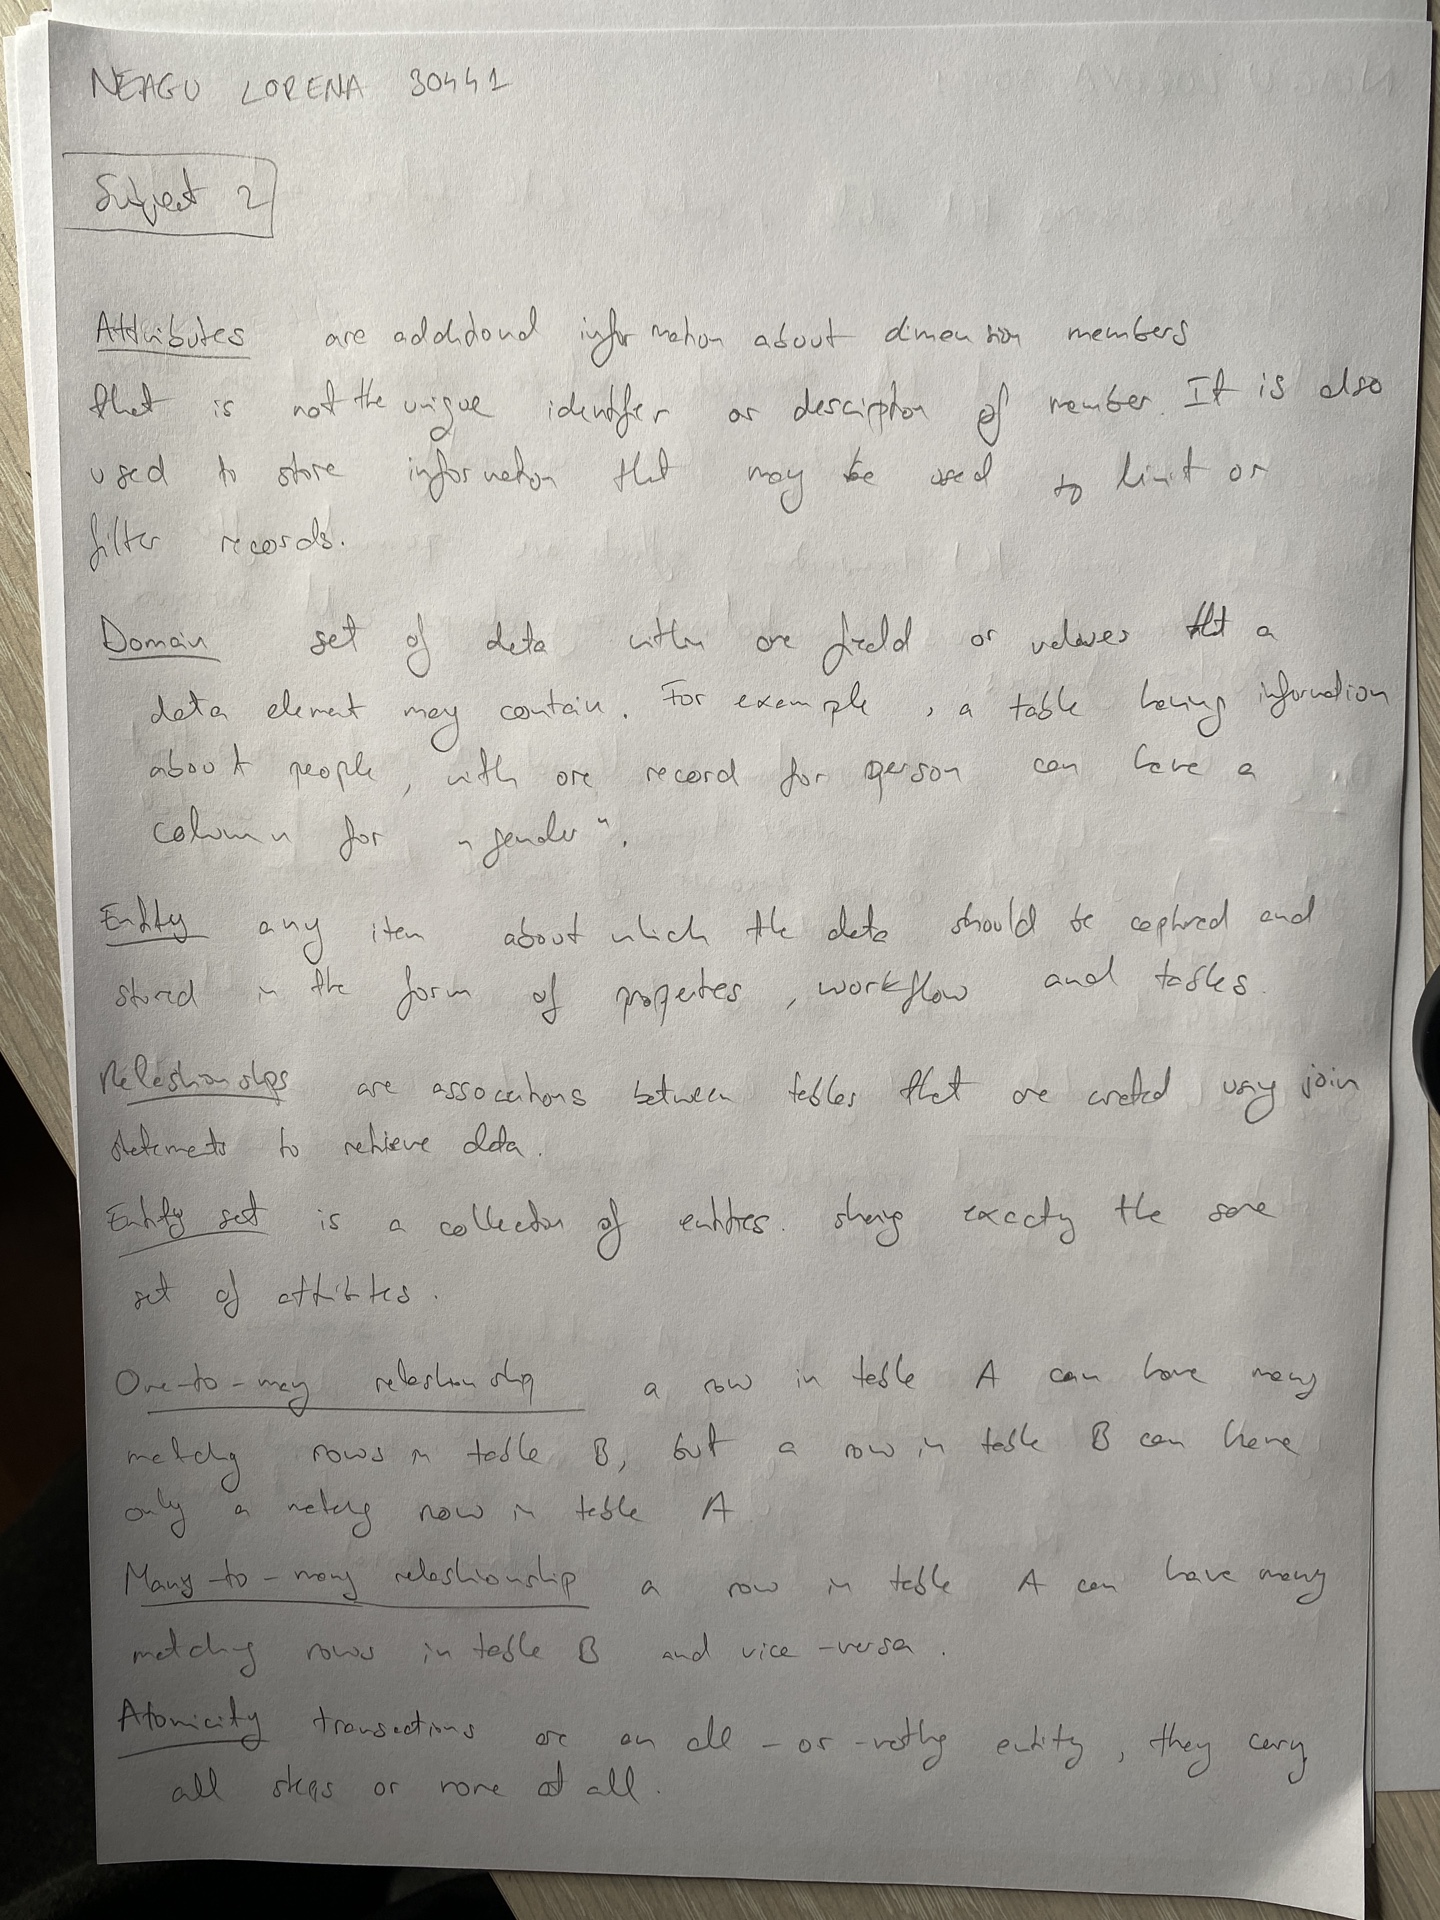 NEAGU LORENA 30441
Subject 2
Attributes are additional information about dimension members
that is not the unique identifier or description of member. It is also
used to store information that may be used to limit or
filter records.
Domain set of data within one field or values that a
data element may contain. For example, a table having information
about people, with one record for person can have a
column for „gender".
Entity any item about which the data should be captured and
stored in the form of properties, workflow and tables.
Relationships are associations between tables that are created using join
statements to retrieve data.
Entity set is a collection of entities sharing exactly the same
set of attributes.
One-to-many relationship a row in table A can have many
matching rows in table B, but a row in table B can have
only a matching row in table A
Many-to-many relationship a row in table A can have many
matching rows in table B and vice-versa.
Atomicity transactions are an all-or-nothing entity, they carry
all steps or none at all.